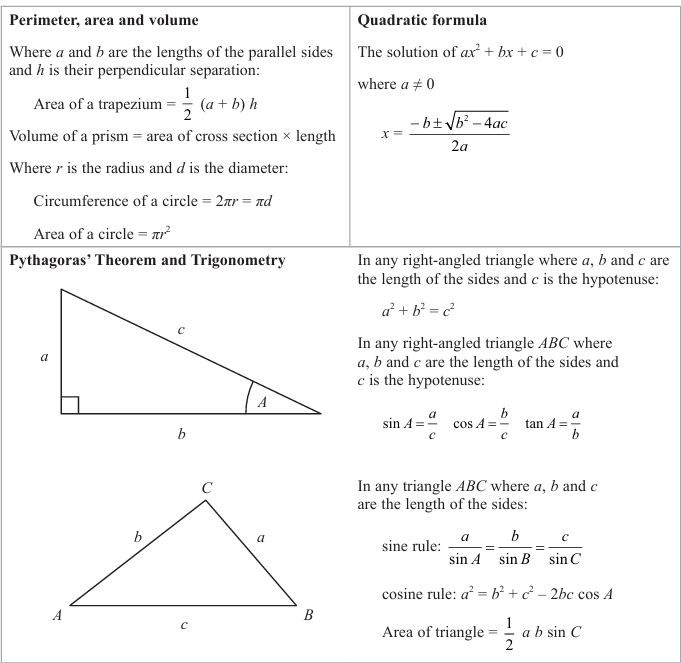 Perimeter, area and volume
Where a and b are the lengths of the parallel sides
and h is their perpendicular separation:
Area of a trapezium = 1/2 (a + b) h
Volume of a prism = area of cross section × length
Where r is the radius and d is the diameter:
Circumference of a circle = 2πr = πd
Area of a circle = πr²
Quadratic formula
The solution of ax² + bx + c = 0
where a ≠ 0
x = (−b ± √(b² − 4ac)) / 2a
Pythagoras’ Theorem and Trigonometry
a
c
A
b
In any right-angled triangle where a, b and c are
the length of the sides and c is the hypotenuse:
a² + b² = c²
In any right-angled triangle ABC where
a, b and c are the length of the sides and
c is the hypotenuse:
sin A = a/c cos A = b/c tan A = a/b
C
b
a
A
B
c
In any triangle ABC where a, b and c
are the length of the sides:
sine rule: a/sin A = b/sin B = c/sin C
cosine rule: a² = b² + c² – 2bc cos A
Area of triangle = 1/2 a b sin C